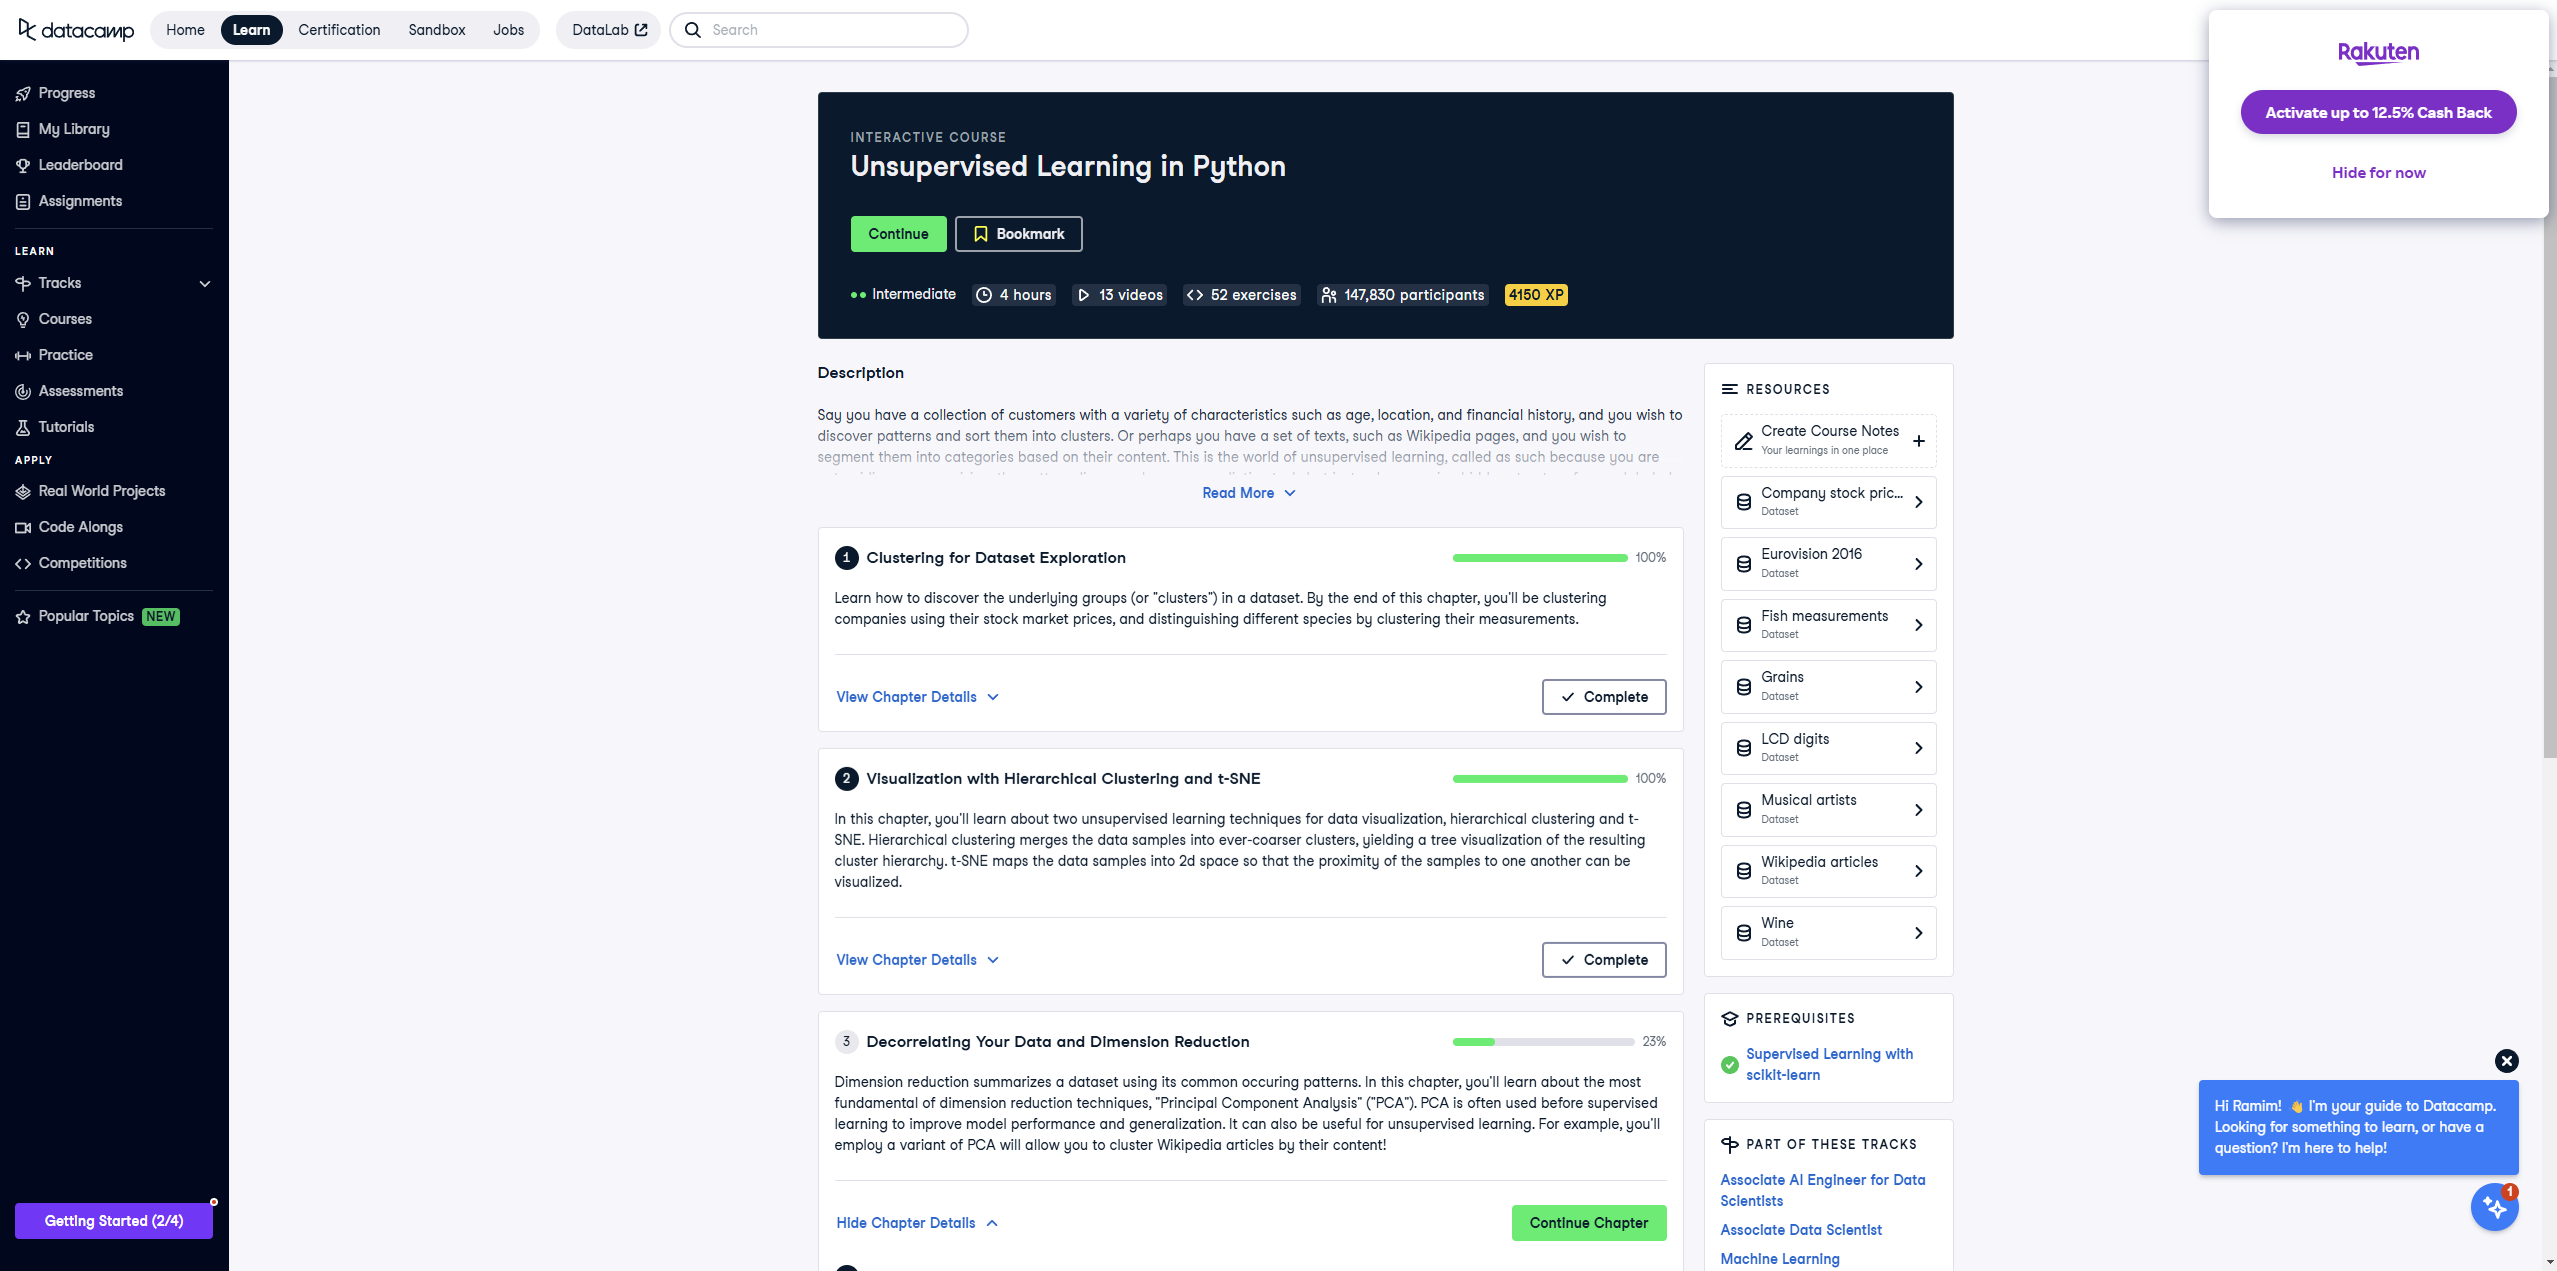 datacamp
Home
Learn
Certification
Sandbox
Jobs
DataLab
Search
Rakuten
Activate up to 12.5% Cash Back
Hide for now
Progress
My Library
Leaderboard
Assignments
LEARN
Tracks
Courses
Practice
Assessments
Tutorials
APPLY
Real World Projects
Code Alongs
Competitions
Popular Topics NEW
Getting Started (2/4)
INTERACTIVE COURSE
Unsupervised Learning in Python
Continue
Bookmark
Intermediate
4 hours
13 videos
52 exercises
147,830 participants
4150 XP
Description
Say you have a collection of customers with a variety of characteristics such as age, location, and financial history, and you wish to
discover patterns and sort them into clusters. Or perhaps you have a set of texts, such as Wikipedia pages, and you wish to
segment them into categories based on their content. This is the world of unsupervised learning, called as such because you are
Read More
1 Clustering for Dataset Exploration
100%
Learn how to discover the underlying groups (or "clusters") in a dataset. By the end of this chapter, you'll be clustering
companies using their stock market prices, and distinguishing different species by clustering their measurements.
View Chapter Details
Complete
2 Visualization with Hierarchical Clustering and t-SNE
100%
In this chapter, you'll learn about two unsupervised learning techniques for data visualization, hierarchical clustering and t-
SNE. Hierarchical clustering merges the data samples into ever-coarser clusters, yielding a tree visualization of the resulting
cluster hierarchy. t-SNE maps the data samples into 2d space so that the proximity of the samples to one another can be
visualized.
View Chapter Details
Complete
3 Decorrelating Your Data and Dimension Reduction
23%
Dimension reduction summarizes a dataset using its common occuring patterns. In this chapter, you'll learn about the most
fundamental of dimension reduction techniques, "Principal Component Analysis" ("PCA"). PCA is often used before supervised
learning to improve model performance and generalization. It can also be useful for unsupervised learning. For example, you'll
employ a variant of PCA will allow you to cluster Wikipedia articles by their content!
Hide Chapter Details
Continue Chapter
RESOURCES
Create Course Notes
Your learnings in one place
Company stock pric...
Dataset
Eurovision 2016
Dataset
Fish measurements
Dataset
Grains
Dataset
LCD digits
Dataset
Musical artists
Dataset
Wikipedia articles
Dataset
Wine
Dataset
PREREQUISITES
Supervised Learning with
scikit-learn
PART OF THESE TRACKS
Associate AI Engineer for Data
Scientists
Associate Data Scientist
Machine Learning
Hi Ramim! 👋 I'm your guide to Datacamp.
Looking for something to learn, or have a
question? I'm here to help!
1